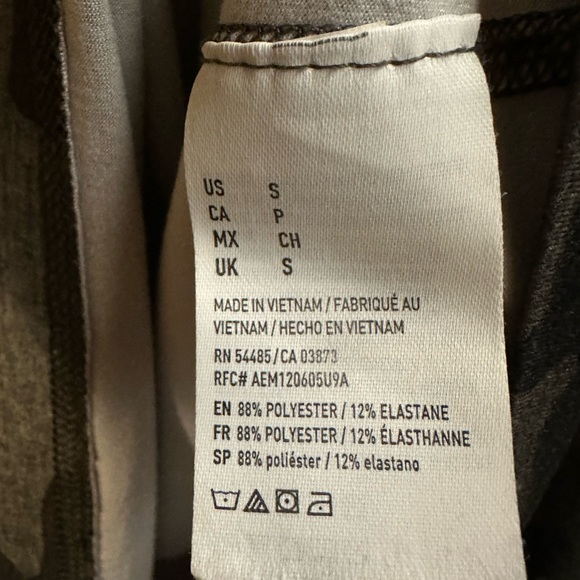 US S
CA P
MX CH
UK S
MADE IN VIETNAM / FABRIQUÉ AU
VIETNAM / HECHO EN VIETNAM
RN 54485/CA 03873
RFC# AEM120605U9A
EN 88% POLYESTER / 12% ELASTANE
FR 88% POLYESTER / 12% ÉLASTHANNE
SP 88% poliéster / 12% elastano